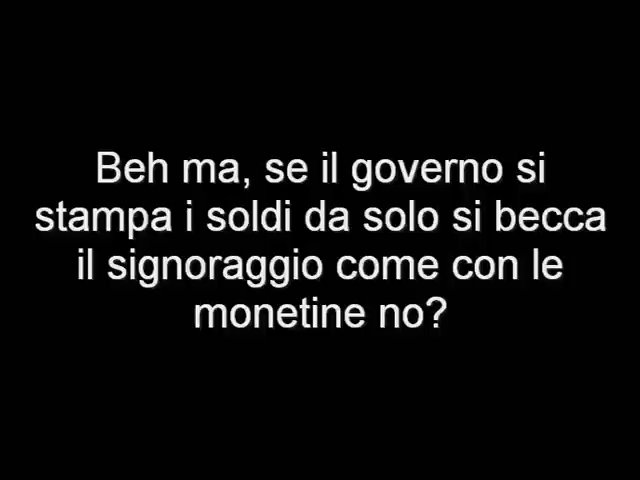 Beh ma, se il governo si
stampa i soldi da solo si becca
il signoraggio come con le
monetine no?